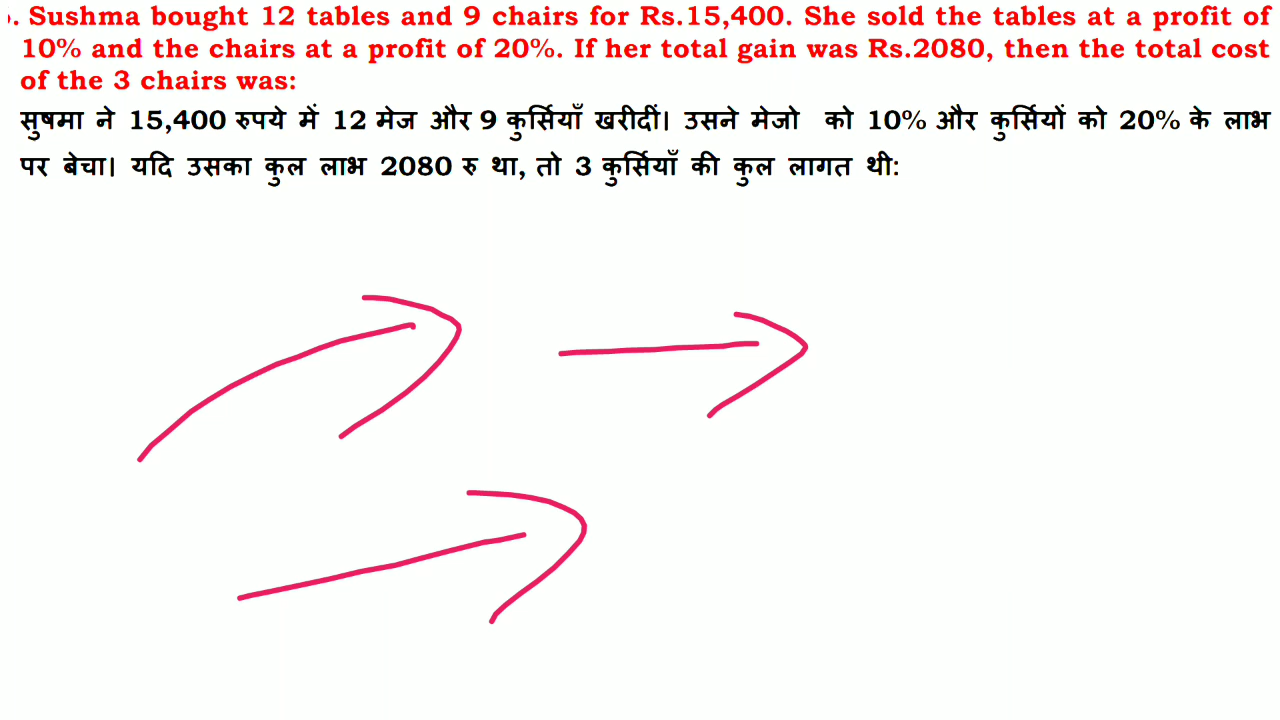 . Sushma bought 12 tables and 9 chairs for Rs.15,400. She sold the tables at a profit of
10% and the chairs at a profit of 20%. If her total gain was Rs.2080, then the total cost
of the 3 chairs was:
सुषमा ने 15,400 रुपये में 12 मेज और 9 कुर्सियाँ खरीदीं। उसने मेजो को 10% और कुर्सियों को 20% के लाभ
पर बेचा। यदि उसका कुल लाभ 2080 रु था, तो 3 कुर्सियाँ की कुल लागत थी: